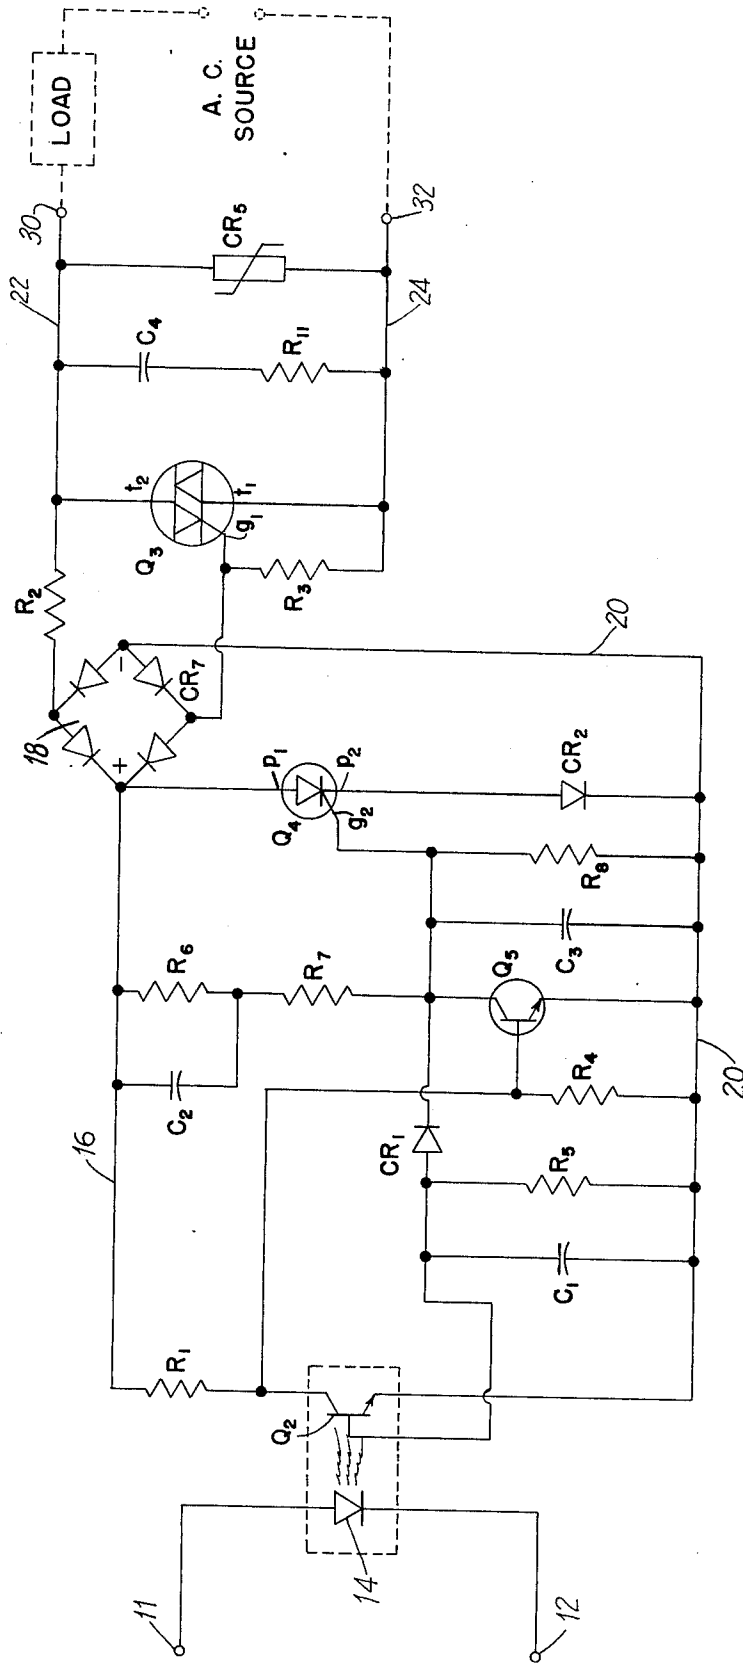 11
12
14
Q2
R1
16
C2
R6
R7
CR1
C1
R5
R4
Q5
C3
R8
20
Q4
p1
g2
p2
CR2
18
+
-
CR7
20
R2
Q3
t2
t1
g1
R3
C4
R11
22
CR5
24
30
32
LOAD
A. C.
SOURCE